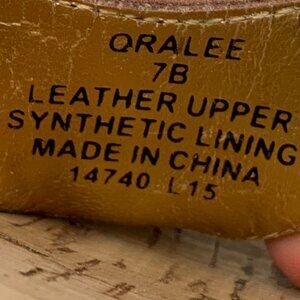 ORALEE
7B
LEATHER UPPER
SYNTHETIC LINING
MADE IN CHINA
14740 L15